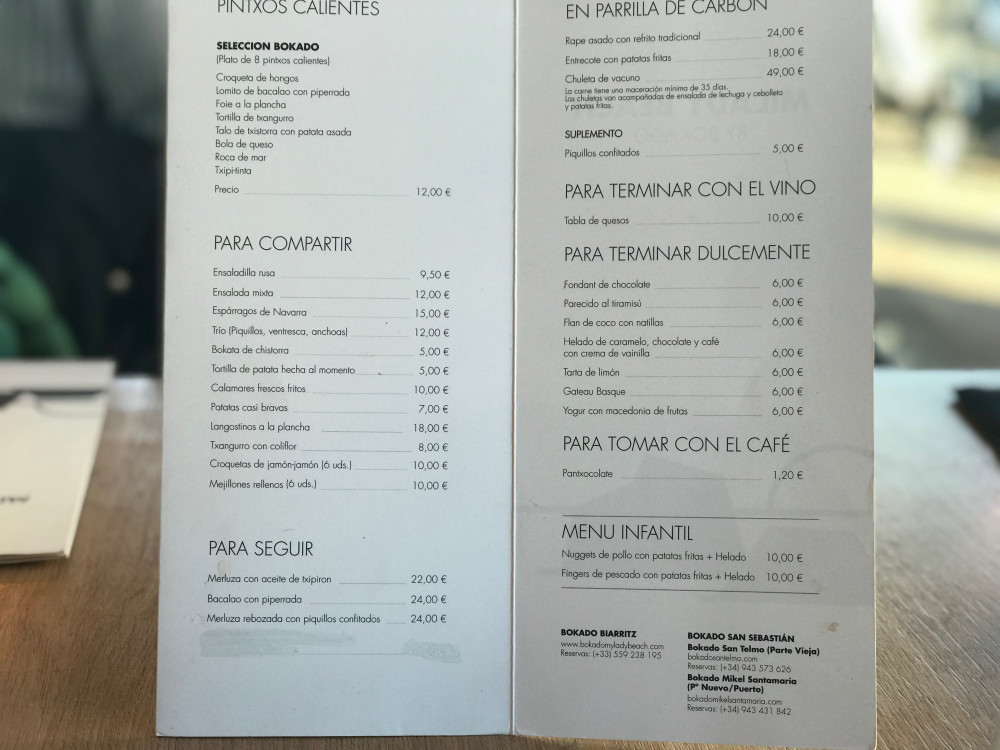 PINTXOS CALIENTES
SELECCION BOKADO
(Plato de 8 pintxos calientes)
Croqueta de hongos
Lomito de bacalao con piperrada
Foie a la plancha
Tortilla de txangurro
Talo de txistorra con patata asada
Bola de queso
Roca de mar
Txipi-tinta
Precio 12,00 €
PARA COMPARTIR
Ensaladilla rusa 9,50 €
Ensalada mixta 12,00 €
Espárragos de Navarra 15,00 €
Trio (Piquillos, ventresca, anchoas) 12,00 €
Bokata de chistorra 5,00 €
Tortilla de patata hecha al momento 5,00 €
Calamares frescos fritos 10,00 €
Patatas casi bravas 7,00 €
Langostinos a la plancha 18,00 €
Txangurro con coliflor 8,00 €
Croquetas de jamón-jamón (6 uds.) 10,00 €
Mejillones rellenos (6 uds.) 10,00 €
PARA SEGUIR
Merluza con aceite de txipiron 22,00 €
Bacalao con piperrada 24,00 €
Merluza rebozada con piquillos confitados 24,00 €
EN PARRILLA DE CARBON
Rape asado con refrito tradicional 24,00 €
Entrecote con patatas fritas 18,00 €
Chuleta de vacuno 49,00 €
La carne tiene una maceración mínima de 35 días.
Las chuletas van acompañadas de ensalada de lechuga y cebolleta
y patatas fritas.
SUPLEMENTO
Piquillos confitados 5,00 €
PARA TERMINAR CON EL VINO
Tabla de quesos 10,00 €
PARA TERMINAR DULCEMENTE
Fondant de chocolate 6,00 €
Parecido al tiramisú 6,00 €
Flan de coco con natillas 6,00 €
Helado de caramelo, chocolate y café
con crema de vainilla 6,00 €
Tarta de limón 6,00 €
Gateau Basque 6,00 €
Yogur con macedonia de frutas 6,00 €
PARA TOMAR CON EL CAFÉ
Pantxocolate 1,20 €
MENU INFANTIL
Nuggets de pollo con patatas fritas + Helado 10,00 €
Fingers de pescado con patatas fritas + Helado 10,00 €
BOKADO BIARRITZ
www.bokadomyladybeach.com
Reservas: (+33) 559 238 195
BOKADO SAN SEBASTIÁN
Bokado San Telmo (Parte Vieja)
bokadosantelmo.com
Reservas: (+34) 943 573 626
Bokado Mikel Santamaria
(Pº Nuevo/Puerto)
bokadomikelsantamaria.com
Reservas: (+34) 943 431 842